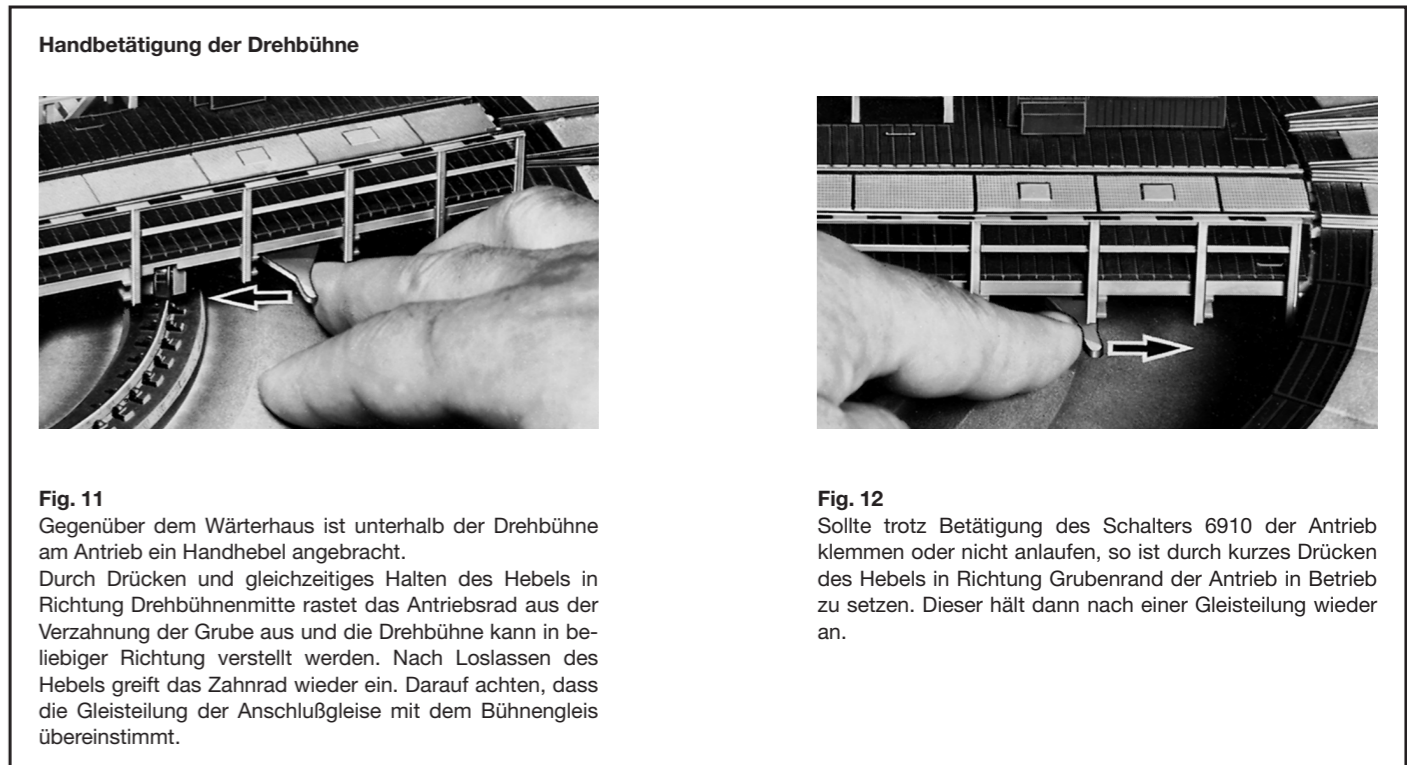 Handbetätigung der Drehbühne
Fig. 11
Gegenüber dem Wärterhaus ist unterhalb der Drehbühne
am Antrieb ein Handhebel angebracht.
Durch Drücken und gleichzeitiges Halten des Hebels in
Richtung Drehbühnenmitte rastet das Antriebsrad aus der
Verzahnung der Grube aus und die Drehbühne kann in be-
liebiger Richtung verstellt werden. Nach Loslassen des
Hebels greift das Zahnrad wieder ein. Darauf achten, dass
die Gleisteilung der Anschlußgleise mit dem Bühnengleis
übereinstimmt.
Fig. 12
Sollte trotz Betätigung des Schalters 6910 der Antrieb
klemmen oder nicht anlaufen, so ist durch kurzes Drücken
des Hebels in Richtung Grubenrand der Antrieb in Betrieb
zu setzen. Dieser hält dann nach einer Gleisteilung wieder
an.